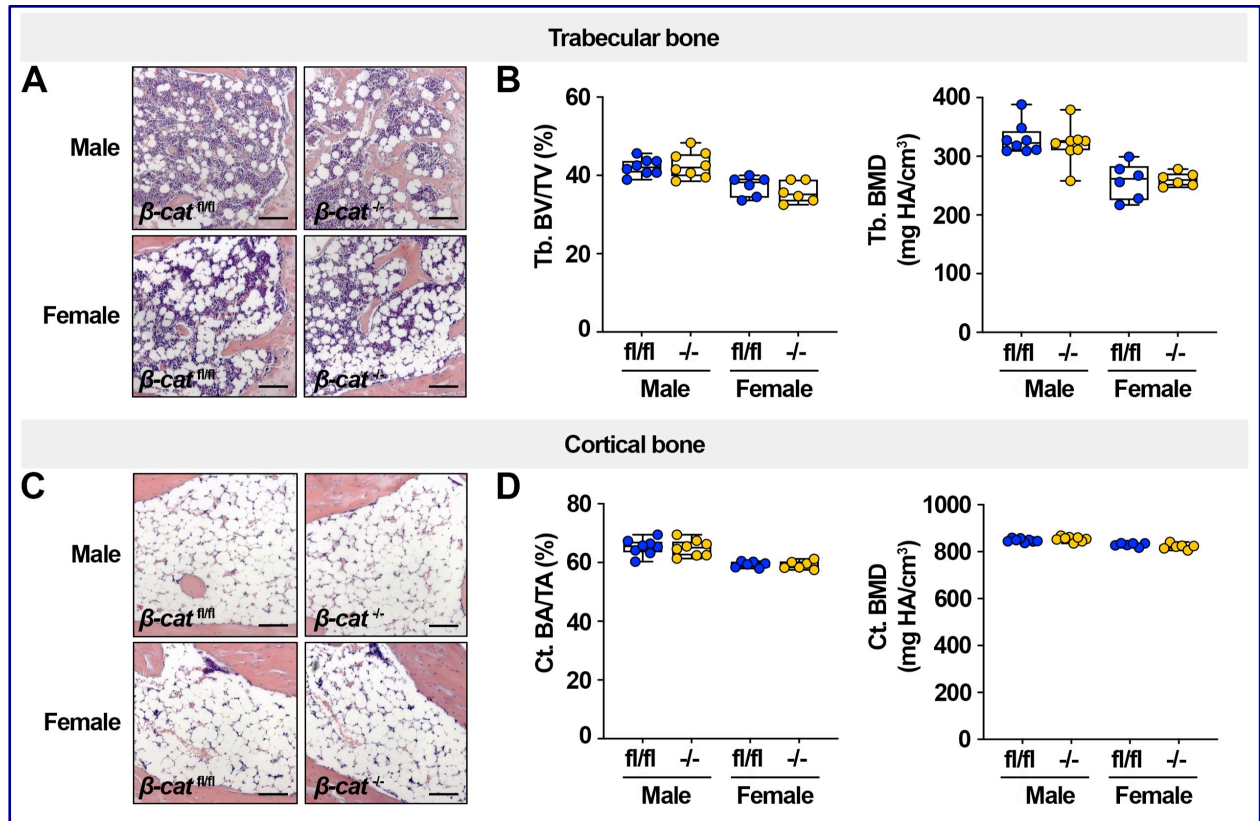 Trabecular bone
A
Male
β-cat fl/fl
β-cat -/-
Female
β-cat fl/fl
β-cat -/-
B
Tb. BV/TV (%)
60
40
20
0
fl/fl -/- fl/fl -/-
Male Female
Tb. BMD
(mg HA/cm³)
400
300
200
100
0
fl/fl -/- fl/fl -/-
Male Female
Cortical bone
C
Male
β-cat fl/fl
β-cat -/-
Female
β-cat fl/fl
β-cat -/-
D
Ct. BA/TA (%)
80
60
40
20
0
fl/fl -/- fl/fl -/-
Male Female
Ct. BMD
(mg HA/cm³)
1000
800
600
400
200
0
fl/fl -/- fl/fl -/-
Male Female